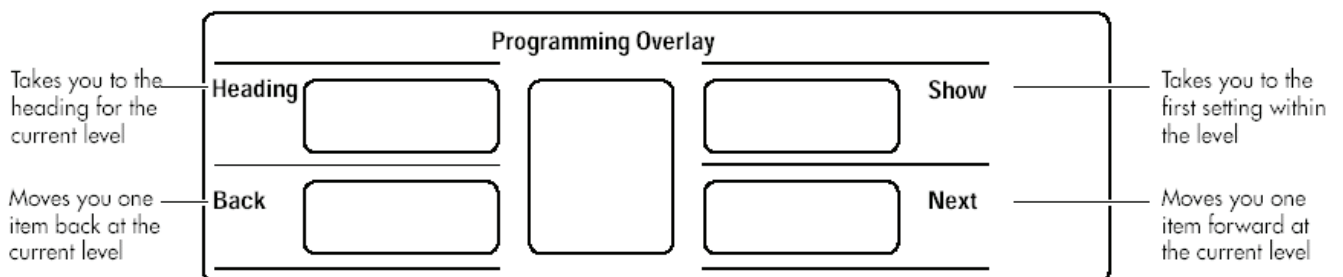 Programming Overlay
Takes you to the
heading for the
current level
Heading
Show
Takes you to the
first setting within
the level
Moves you one
item back at the
current level
Back
Next
Moves you one
item forward at
the current level